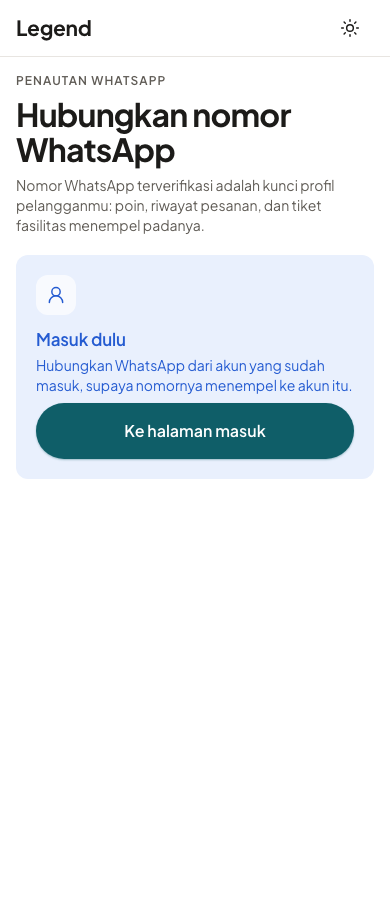 Legend
PENAUTAN WHATSAPP
Hubungkan nomor
WhatsApp
Nomor WhatsApp terverifikasi adalah kunci profil
pelangganmu: poin, riwayat pesanan, dan tiket
fasilitas menempel padanya.
Masuk dulu
Hubungkan WhatsApp dari akun yang sudah
masuk, supaya nomornya menempel ke akun itu.
Ke halaman masuk